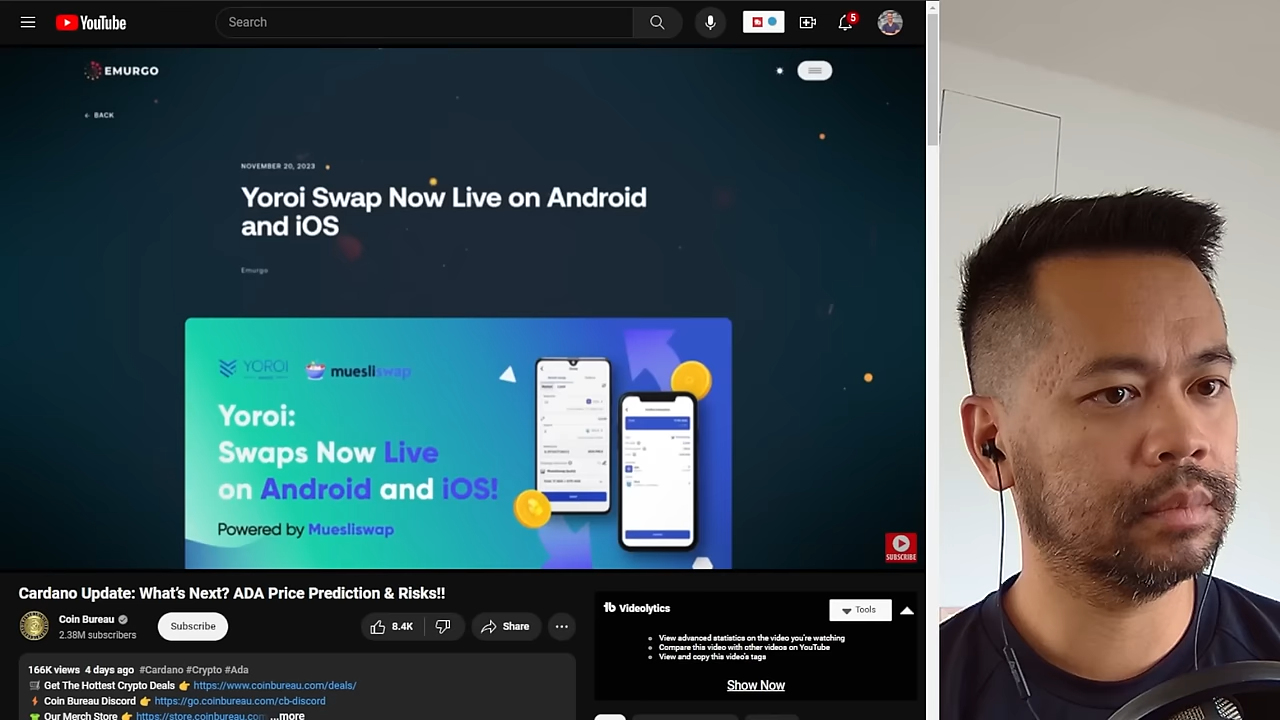 YouTube
Search
5
EMURGO
← BACK
NOVEMBER 20, 2023
Yoroi Swap Now Live on Android
and iOS
Emurgo
YOROI
muesliswap
Yoroi:
Swaps Now Live
on Android and iOS!
Powered by Muesliswap
SUBSCRIBE
Cardano Update: What's Next? ADA Price Prediction & Risks!!
Coin Bureau
2.38M subscribers
Subscribe
8.4K
Share
166K views 4 days ago #Cardano #Crypto #Ada
Get The Hottest Crypto Deals 👉 https://www.coinbureau.com/deals/
Coin Bureau Discord 👉 https://go.coinbureau.com/cb-discord
Our Merch Store 👉 https://store.coinbureau.com ...more
tb Videolytics
Tools
View advanced statistics on the video you're watching
Compare this video with other videos on YouTube
View and copy this video's tags
Show Now